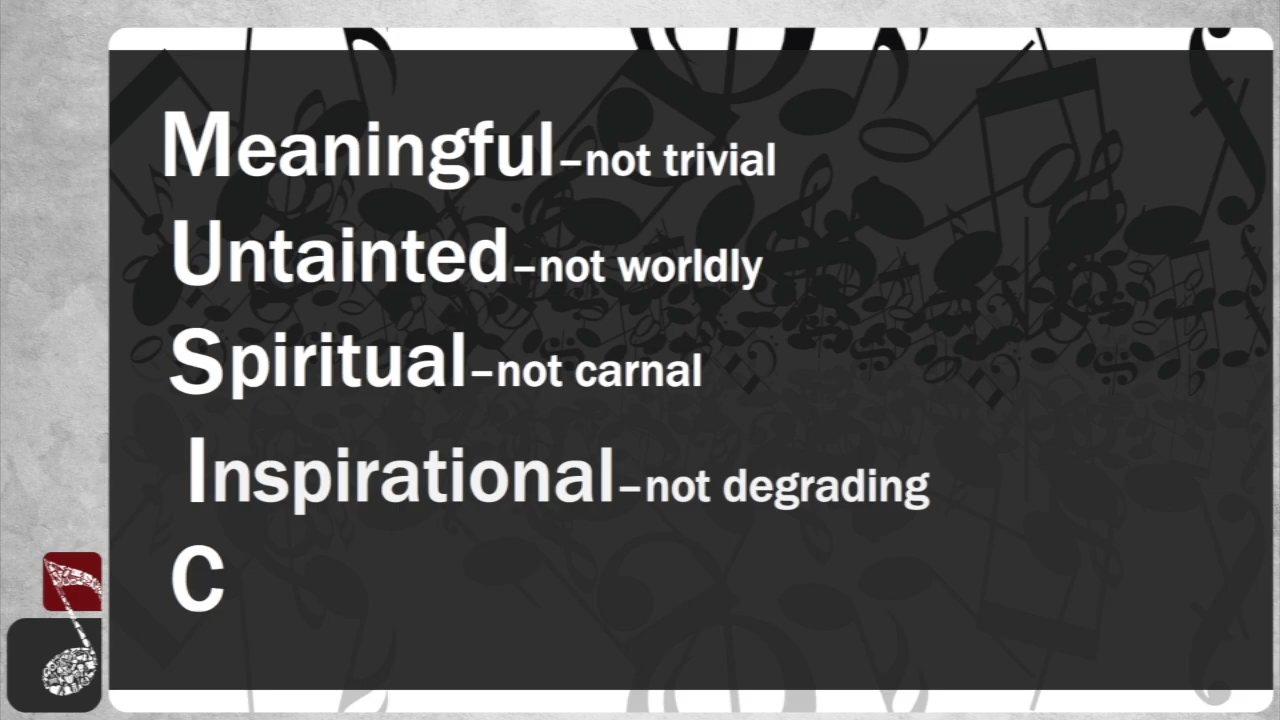 Meaningful–not trivial
Untainted–not worldly
Spiritual–not carnal
Inspirational–not degrading
C